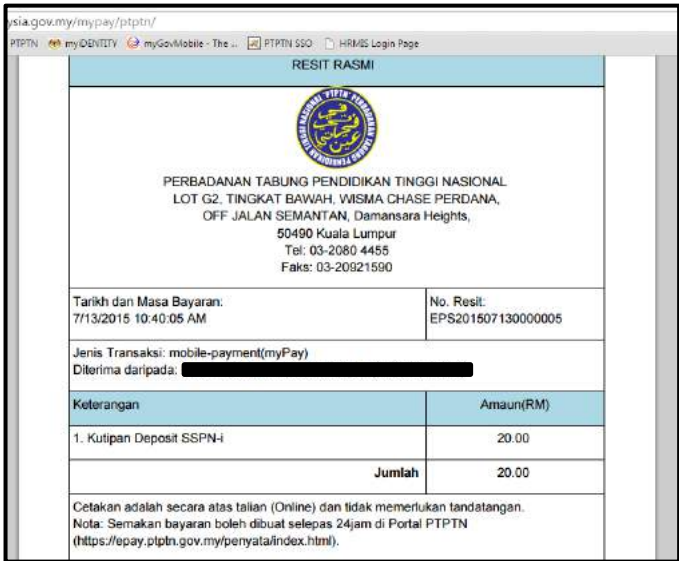 ysia.gov.my/mypay/ptptn/
PTPTN myIDENTITY myGovMobile - The ... PTPTN SSO HRMIS Login Page
RESIT RASMI
PERBADANAN TABUNG PENDIDIKAN TINGGI NASIONAL
LOT G2, TINGKAT BAWAH, WISMA CHASE PERDANA,
OFF JALAN SEMANTAN, Damansara Heights,
50490 Kuala Lumpur
Tel: 03-2080 4455
Faks: 03-20921590
Tarikh dan Masa Bayaran: No. Resit:
7/13/2015 10:40:05 AM EPS201507130000005
Jenis Transaksi: mobile-payment(myPay)
Diterima daripada:
Keterangan Amaun(RM)
1. Kutipan Deposit SSPN-i 20.00
Jumlah 20.00
Cetakan adalah secara atas talian (Online) dan tidak memerlukan tandatangan.
Nota: Semakan bayaran boleh dibuat selepas 24jam di Portal PTPTN
(https://epay.ptptn.gov.my/penyata/index.html).